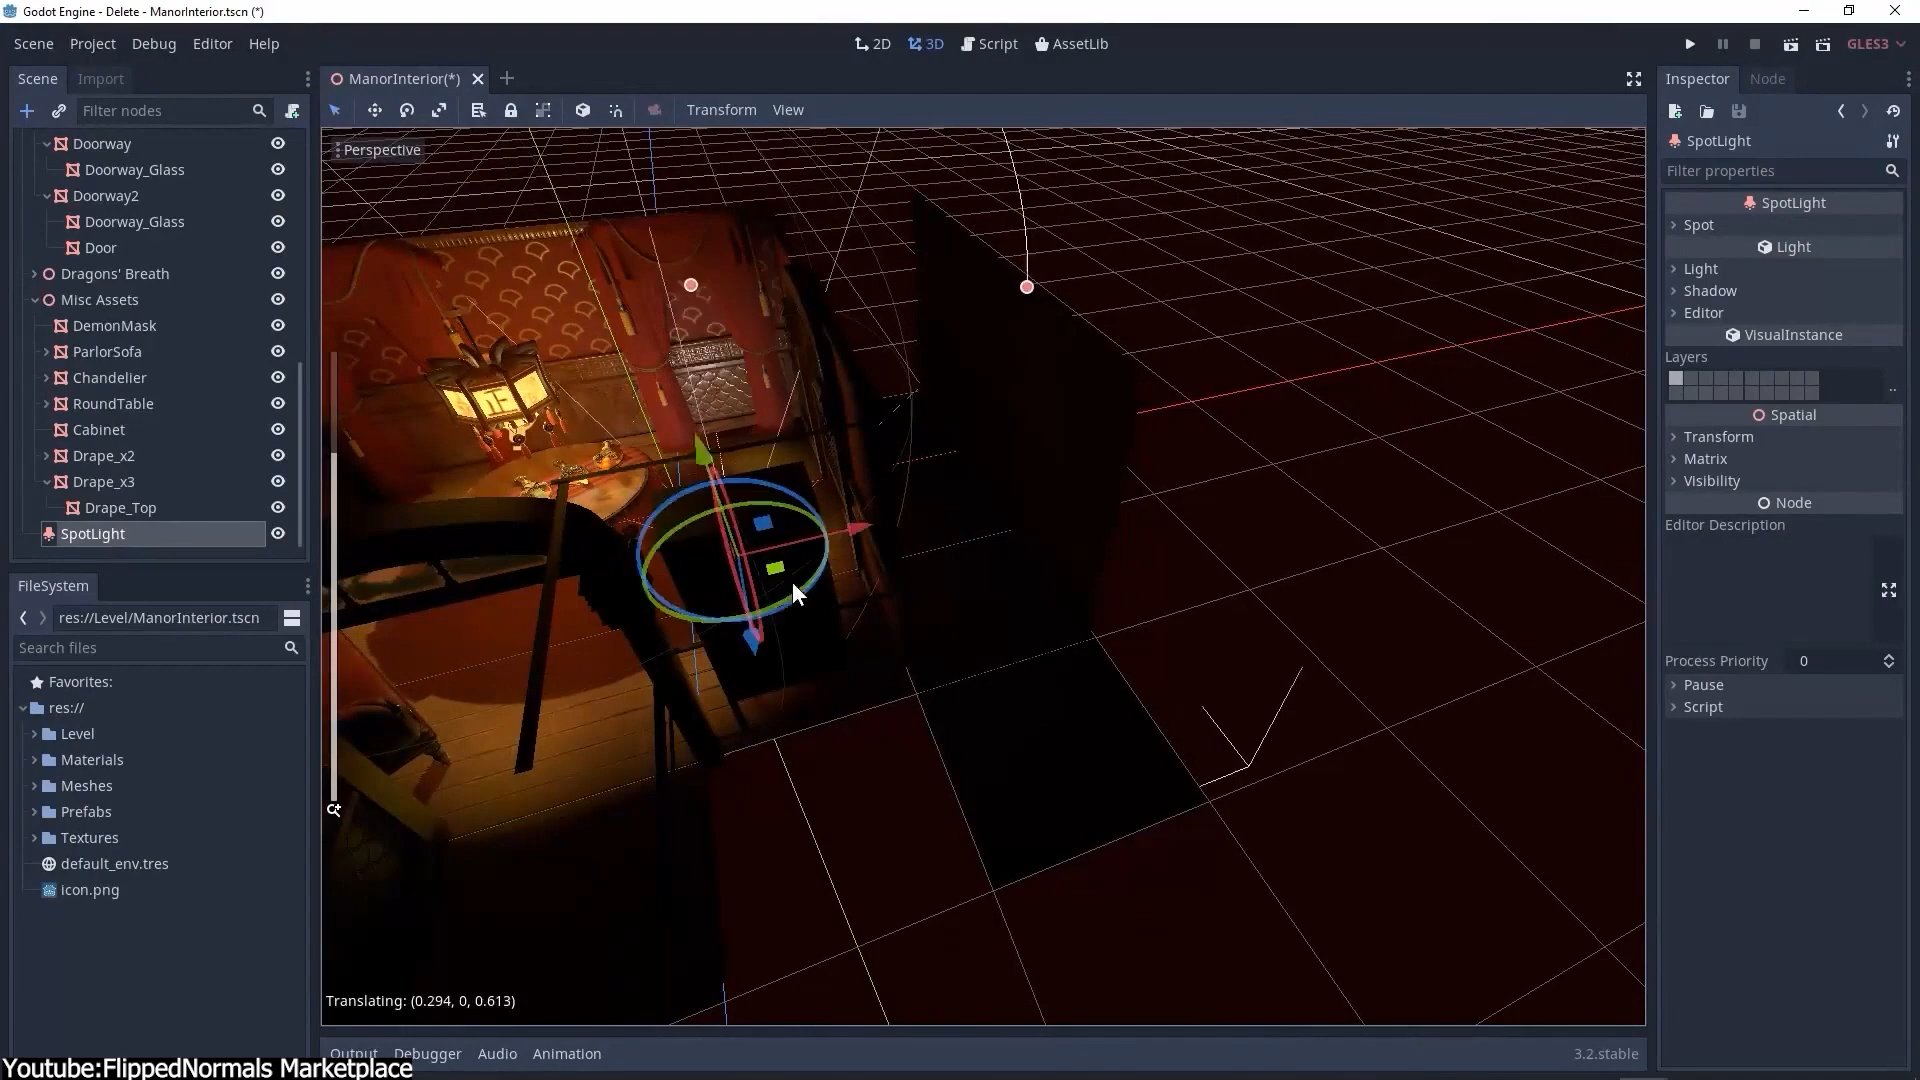 Godot Engine - Delete - ManorInterior.tscn (*)
Scene Project Debug Editor Help
2D 3D Script AssetLib
GLES3
Scene Import
ManorInterior(*)
Inspector Node
Filter nodes
Transform View
Perspective
Doorway
Doorway_Glass
Doorway2
Doorway_Glass
Door
Dragons' Breath
Misc Assets
DemonMask
ParlorSofa
Chandelier
RoundTable
Cabinet
Drape_x2
Drape_x3
Drape_Top
SpotLight
FileSystem
res://Level/ManorInterior.tscn
Search files
Favorites:
res://
Level
Materials
Meshes
Prefabs
Textures
default_env.tres
icon.png
正
Translating: (0.294, 0, 0.613)
Output Debugger Audio Animation
3.2.stable
SpotLight
Filter properties
SpotLight
Spot
Light
Light
Shadow
Editor
VisualInstance
Layers
..
Spatial
Transform
Matrix
Visibility
Node
Editor Description
Process Priority 0
Pause
Script
Youtube:FlippedNormals Marketplace